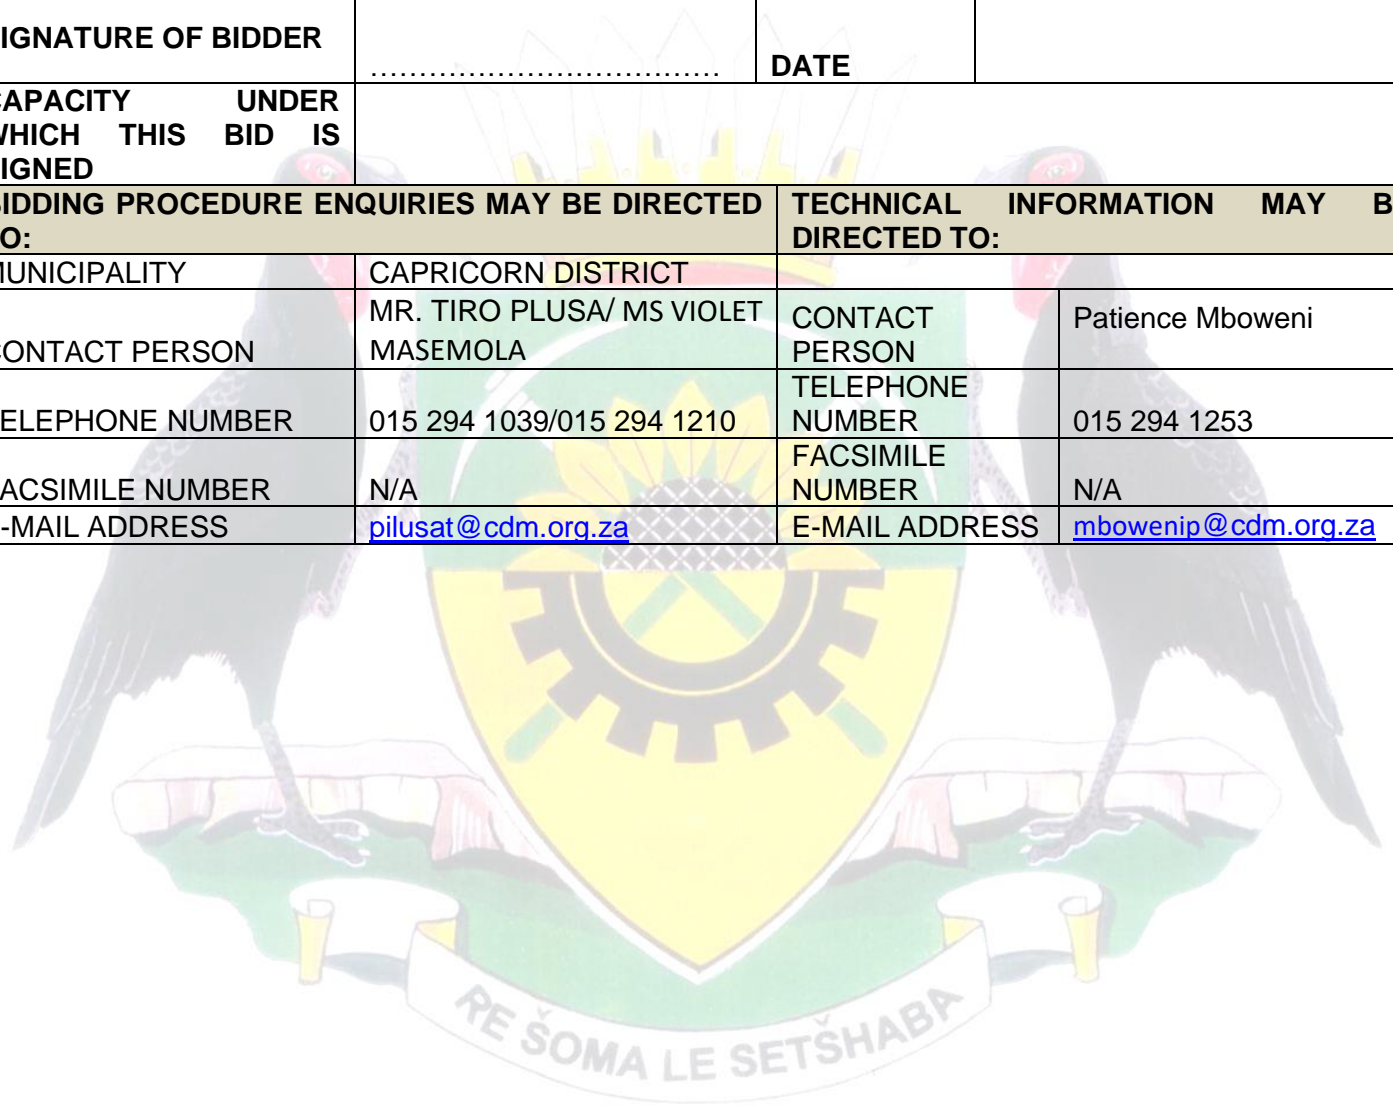 IGNATURE OF BIDDER
....................................
DATE
CAPACITY UNDER
WHICH THIS BID IS
IGNED
BIDDING PROCEDURE ENQUIRIES MAY BE DIRECTED
O:
TECHNICAL INFORMATION MAY B
DIRECTED TO:
MUNICIPALITY
CAPRICORN DISTRICT
CONTACT PERSON
MR. TIRO PLUSA/ MS VIOLET
MASEMOLA
CONTACT
PERSON
Patience Mboweni
ELEPHONE NUMBER
015 294 1039/015 294 1210
TELEPHONE
NUMBER
015 294 1253
ACSIMILE NUMBER
N/A
FACSIMILE
NUMBER
N/A
-MAIL ADDRESS
pilusat@cdm.org.za
E-MAIL ADDRESS
mbowenip@cdm.org.za
RE ŠOMA LE SETŠHABA